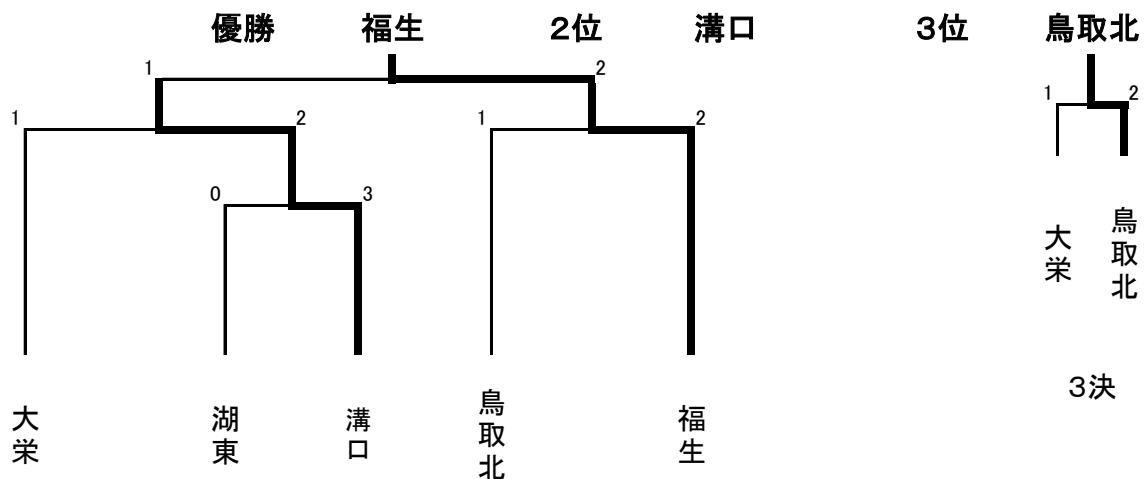 優勝 福生 2位 溝口 3位 鳥取北
1 2
1 2 1 2
0 3
1 2
大栄
鳥取北
3決
大栄
湖東
溝口
鳥取北
福生